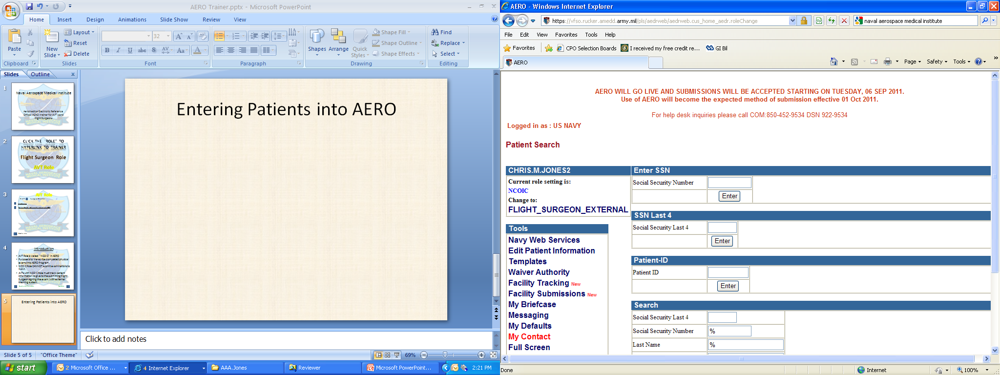 AERO Trainer.pptx - Microsoft PowerPoint
Home Insert Design Animations Slide Show Review View
Paste
Clipboard
New Slide
Layout
Reset
Delete
Slides
32
B I U abc S AV Aa A
Font
Paragraph
Shapes Arrange Quick Styles
Shape Fill
Shape Outline
Shape Effects
Drawing
Find
Replace
Select
Editing
Slides Outline x
1
Naval Aerospace Medical Institute
Aeromedical Electronic Reference
Office (AERO) trainer for AVT's and
Flight Surgeons
2
CLICK THE "ROLE" TO
HYPERLINK TO TRAINER
Flight Surgeon Role
AVT Role
NAVAL AEROSPACE
MEDICAL INSTITUTE
3
AVT Role
4
Introduction
• AVT Role is called "NCOIC" in AERO
• Purpose is to transcribe completed physical
exams into AERO Program.
• NCOIC Role CANNOT submit examinations to
NAMI.
• AVTs with NCOIC Role must track patient
information to give to the submitting Flight
Surgeon signing the exam (with external
tracking system.
5
Entering Patients into AERO
Entering Patients into AERO
Click to add notes
Slide 5 of 5 "Office Theme" 69%
start 2 Microsoft Office ... 4 Internet Explorer AAA.Jones Reviewer Microsoft PowerPoint... 2:21 PM
AERO - Windows Internet Explorer
https://vfso.rucker.amedd.army.mil/pls/aedrweb/aedrweb.cus_home_aedr.roleChange
naval aerospace medical institute
File Edit View Favorites Tools Help
Favorites CPO Selection Boards I received my free credit re... GI Bil
AERO
Page Safety Tools
AERO WILL GO LIVE AND SUBMISSIONS WILL BE ACCEPTED STARTING ON TUESDAY, 06 SEP 2011.
Use of AERO will become the expected method of submission effective 01 Oct 2011.
For help desk inquiries please call COM:850-452-9534 DSN 922-9534
Logged in as : US NAVY
Patient Search
CHRIS.M.JONES2
Current role setting is:
NCOIC
Change to:
FLIGHT_SURGEON_EXTERNAL
Tools
Navy Web Services
Edit Patient Information
Templates
Waiver Authority
Facility Tracking New
Facility Submissions New
My Briefcase
Messaging
My Defaults
My Contact
Full Screen
Enter SSN
Social Security Number
Enter
SSN Last 4
Social Security Last 4
Enter
Patient-ID
Patient ID
Enter
Search
Social Security Last 4
Social Security Number %
Last Name %
Done Internet 100%